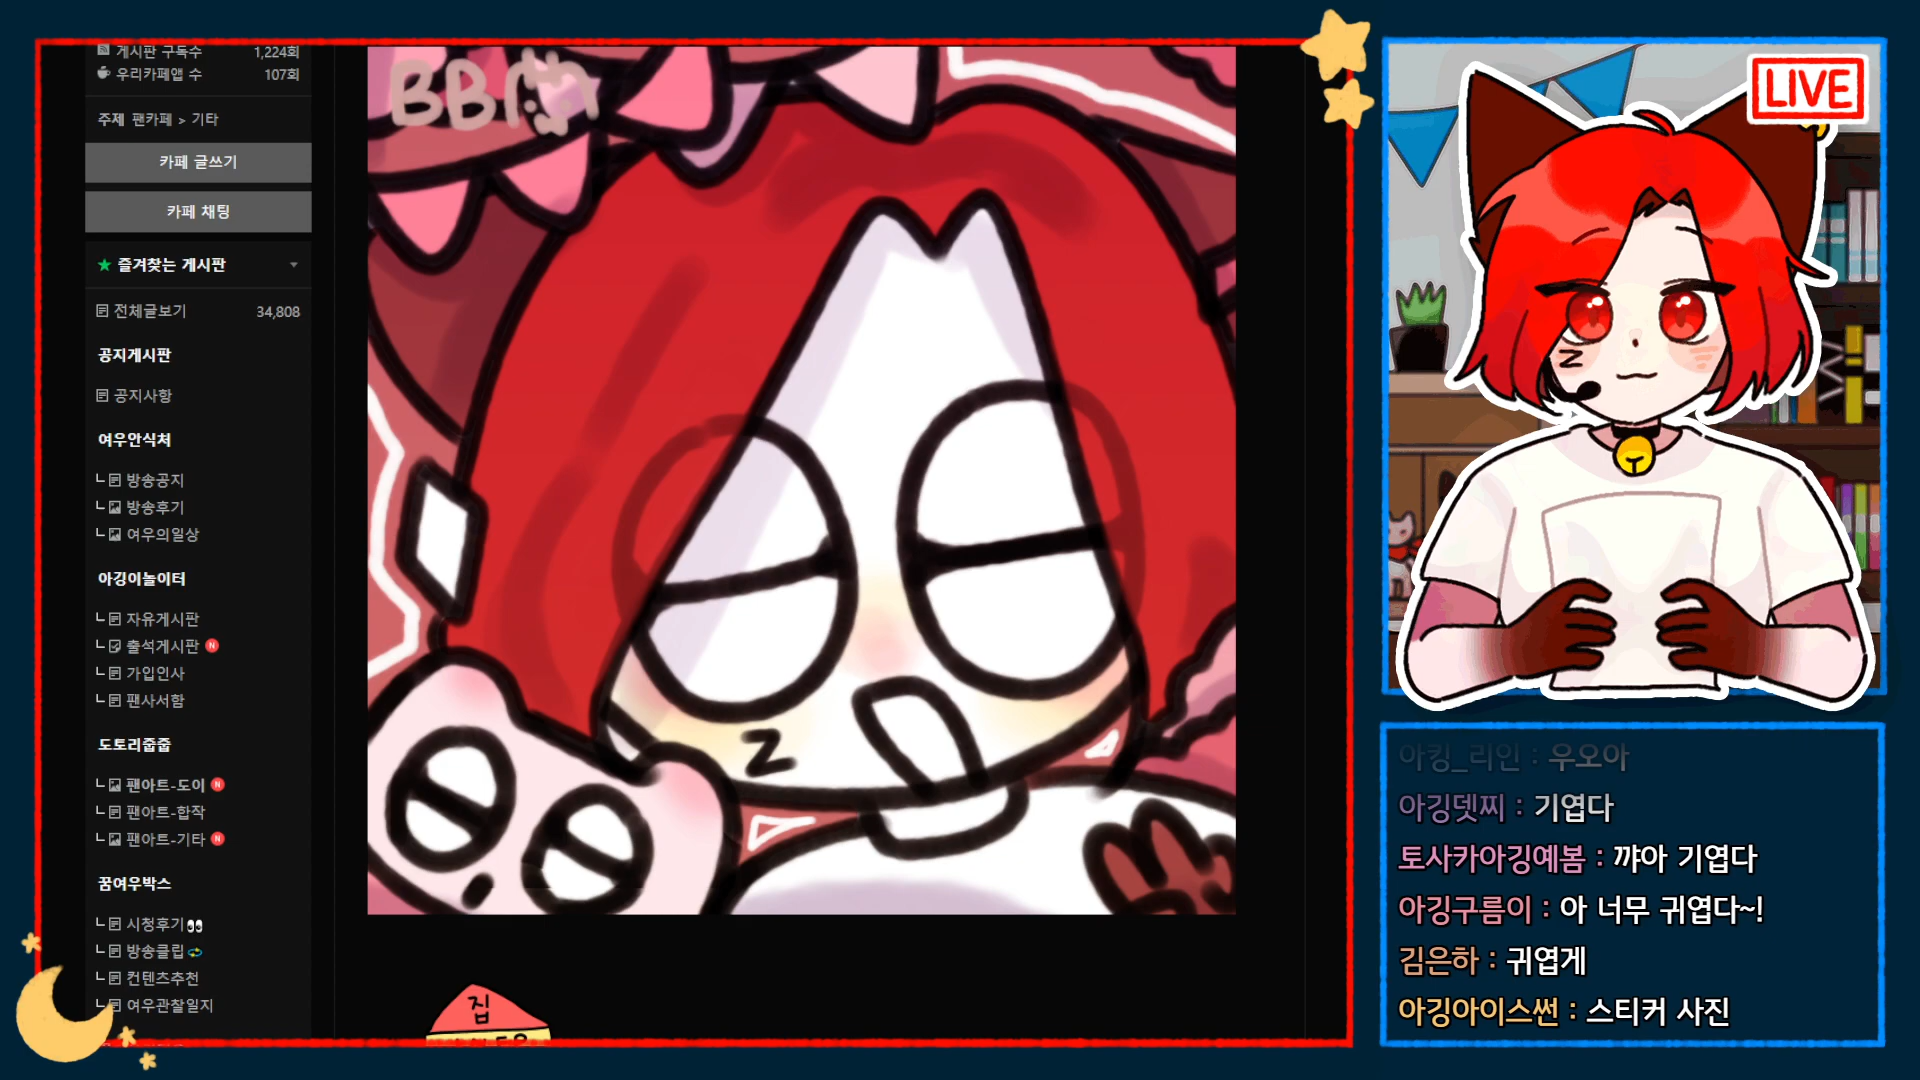 게시판 구독수 1,224회
우리카페앱 수 107회
주제 팬카페 > 기타
카페 글쓰기
카페 채팅
★ 즐겨찾는 게시판
전체글보기 34,808
공지게시판
공지사항
여우안식처
방송공지
방송후기
여우의일상
아깅이놀이터
자유게시판
출석게시판 N
가입인사
팬사서함
도토리줍줍
팬아트-도이 N
팬아트-합작
팬아트-기타 N
꿈여우박스
시청후기👀
방송클립
컨텐츠추천
여우관찰일지
BBM
z
집
LIVE
z
아킹_리인 : 우오아
아깅뎃찌 : 기엽다
토사카아깅예봄 : 꺄아 기엽다
아깅구름이 : 아 너무 귀엽다~!
김은하 : 귀엽게
아깅아이스썬 : 스티커 사진